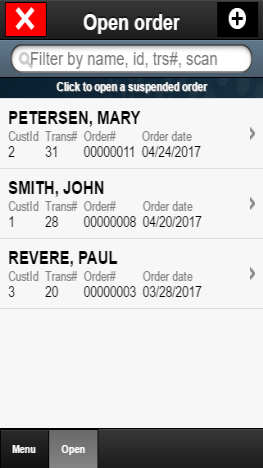 Open order
Filter by name, id, trs#, scan
Click to open a suspended order
PETERSEN, MARY
CustId Trans# Order# Order date
2 31 00000011 04/24/2017
SMITH, JOHN
CustId Trans# Order# Order date
1 28 00000008 04/20/2017
REVERE, PAUL
CustId Trans# Order# Order date
3 20 00000003 03/28/2017
Menu Open